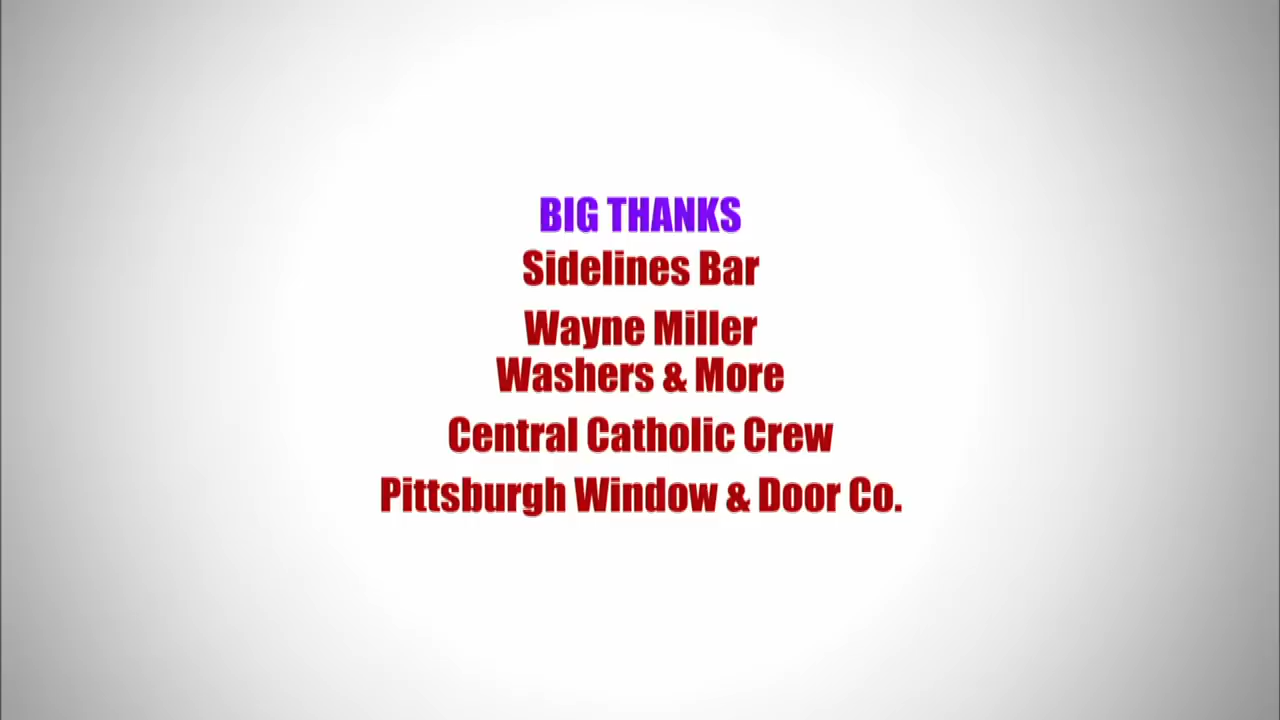 BIG THANKS
Sidelines Bar
Wayne Miller
Washers & More
Central Catholic Crew
Pittsburgh Window & Door Co.